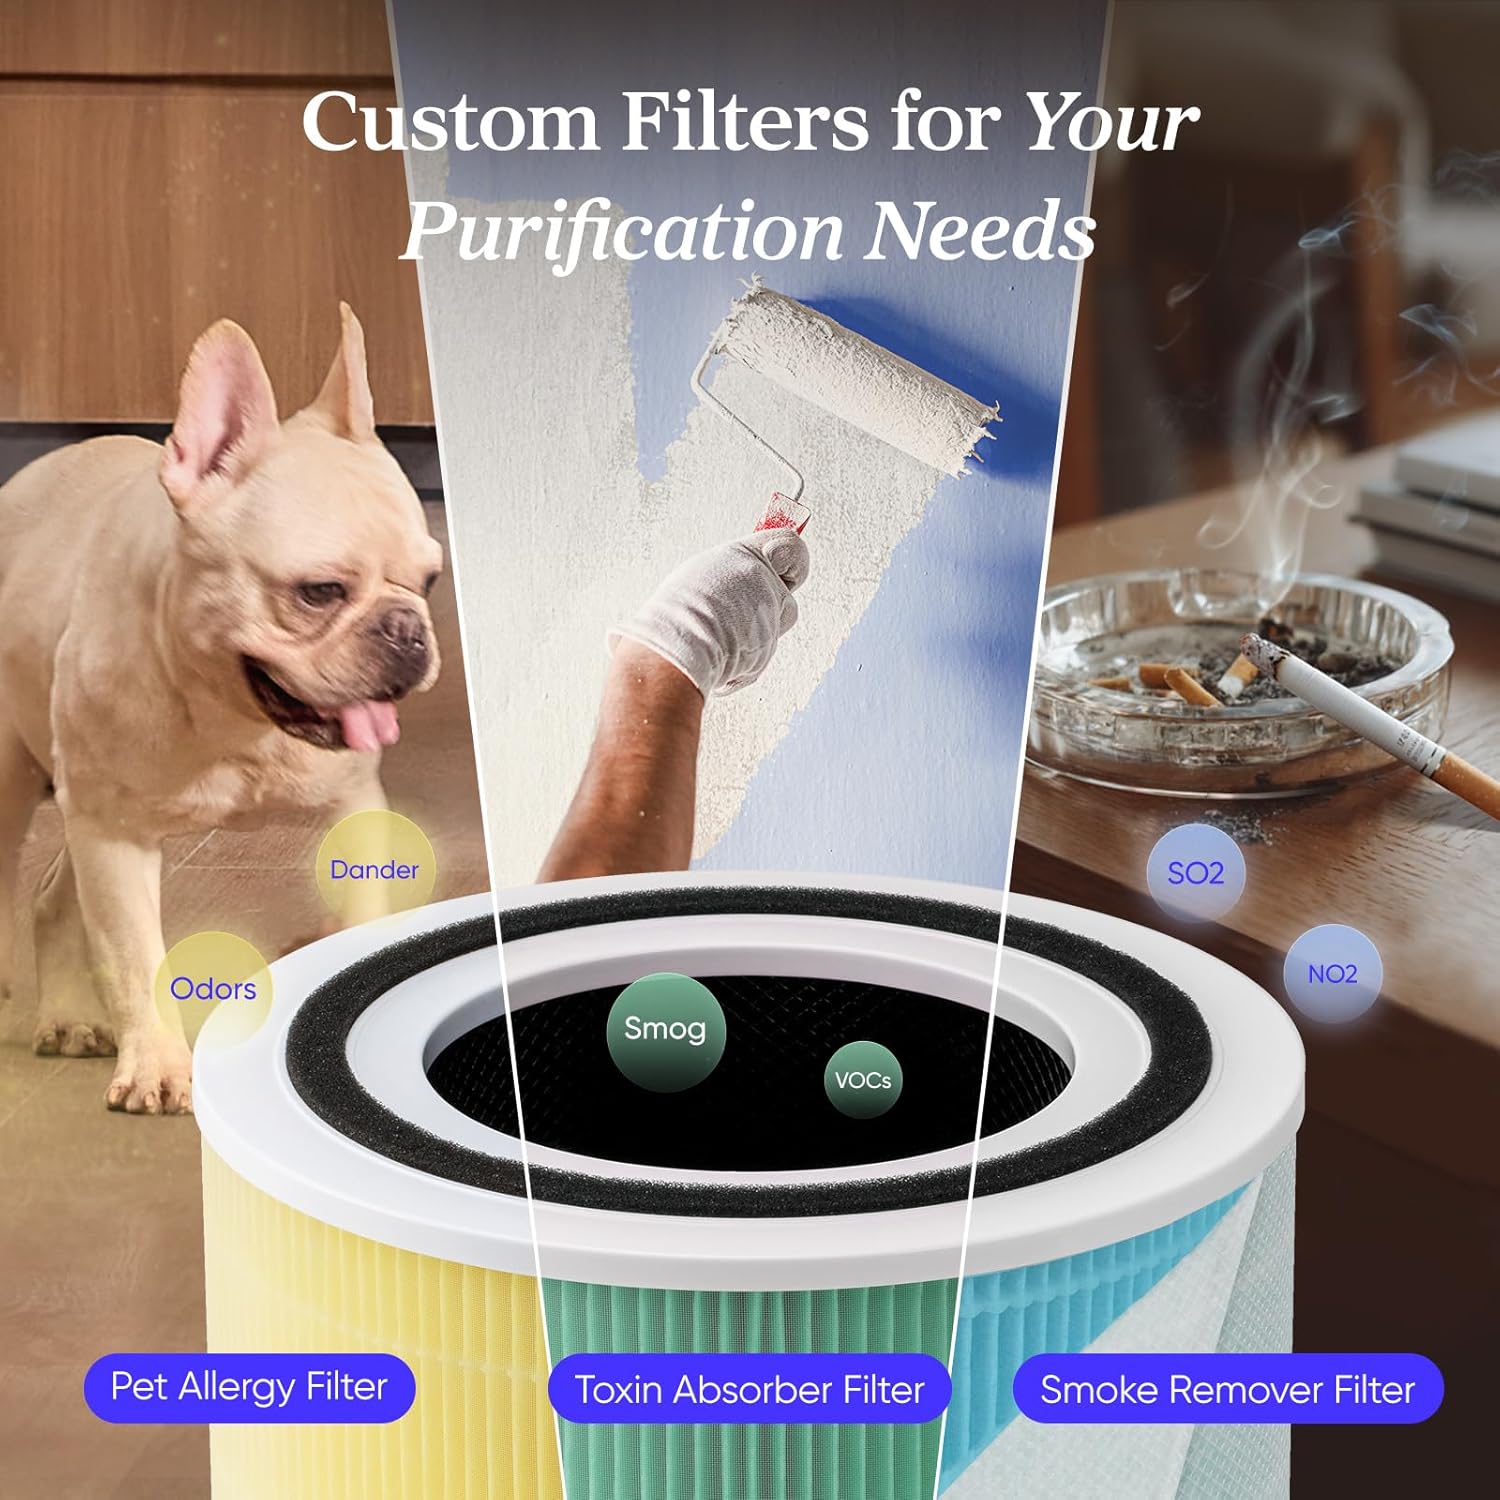 Custom Filters for Your
Purification Needs
Dander
Odors
Smog
VOCs
SO2
NO2
Pet Allergy Filter
Toxin Absorber Filter
Smoke Remover Filter